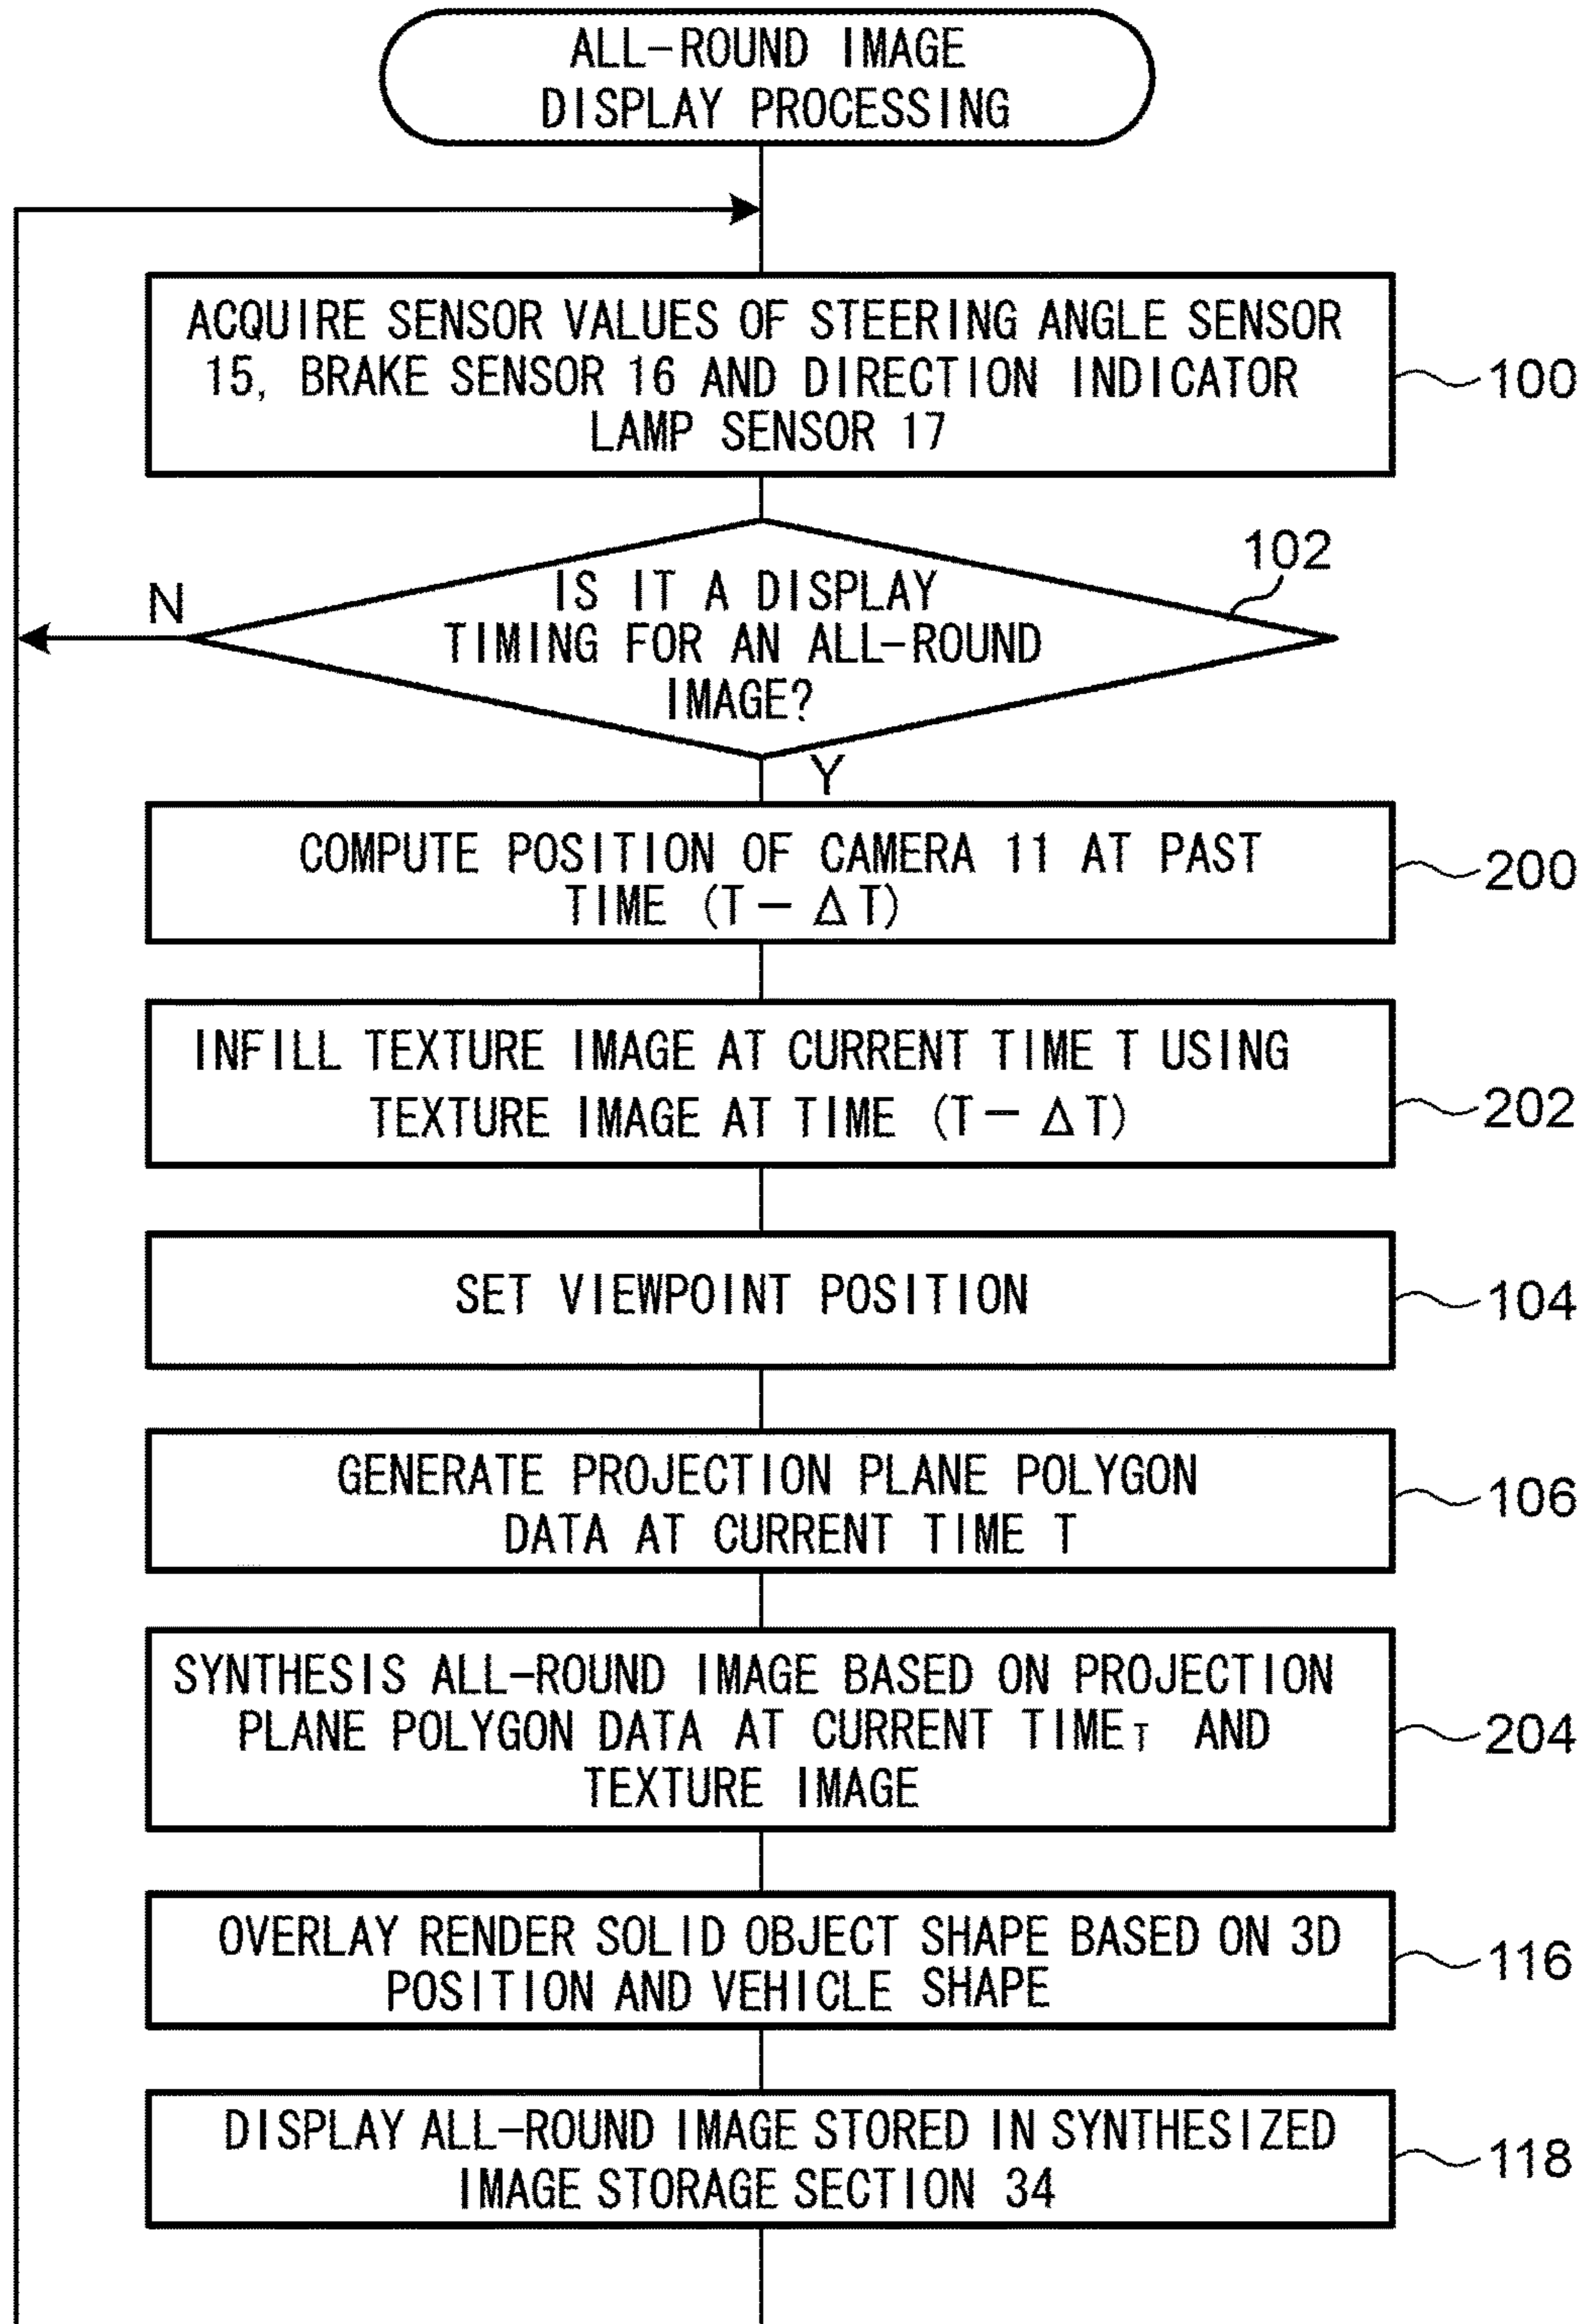 ALL-ROUND IMAGE
DISPLAY PROCESSING
ACQUIRE SENSOR VALUES OF STEERING ANGLE SENSOR
15, BRAKE SENSOR 16 AND DIRECTION INDICATOR
LAMP SENSOR 17
100
IS IT A DISPLAY
TIMING FOR AN ALL-ROUND
IMAGE?
102
N
Y
COMPUTE POSITION OF CAMERA 11 AT PAST
TIME (T − Δ T)
200
INFILL TEXTURE IMAGE AT CURRENT TIME T USING
TEXTURE IMAGE AT TIME (T − Δ T)
202
SET VIEWPOINT POSITION
104
GENERATE PROJECTION PLANE POLYGON
DATA AT CURRENT TIME T
106
SYNTHESIS ALL-ROUND IMAGE BASED ON PROJECTION
PLANE POLYGON DATA AT CURRENT TIME T AND
TEXTURE IMAGE
204
OVERLAY RENDER SOLID OBJECT SHAPE BASED ON 3D
POSITION AND VEHICLE SHAPE
116
DISPLAY ALL-ROUND IMAGE STORED IN SYNTHESIZED
IMAGE STORAGE SECTION 34
118